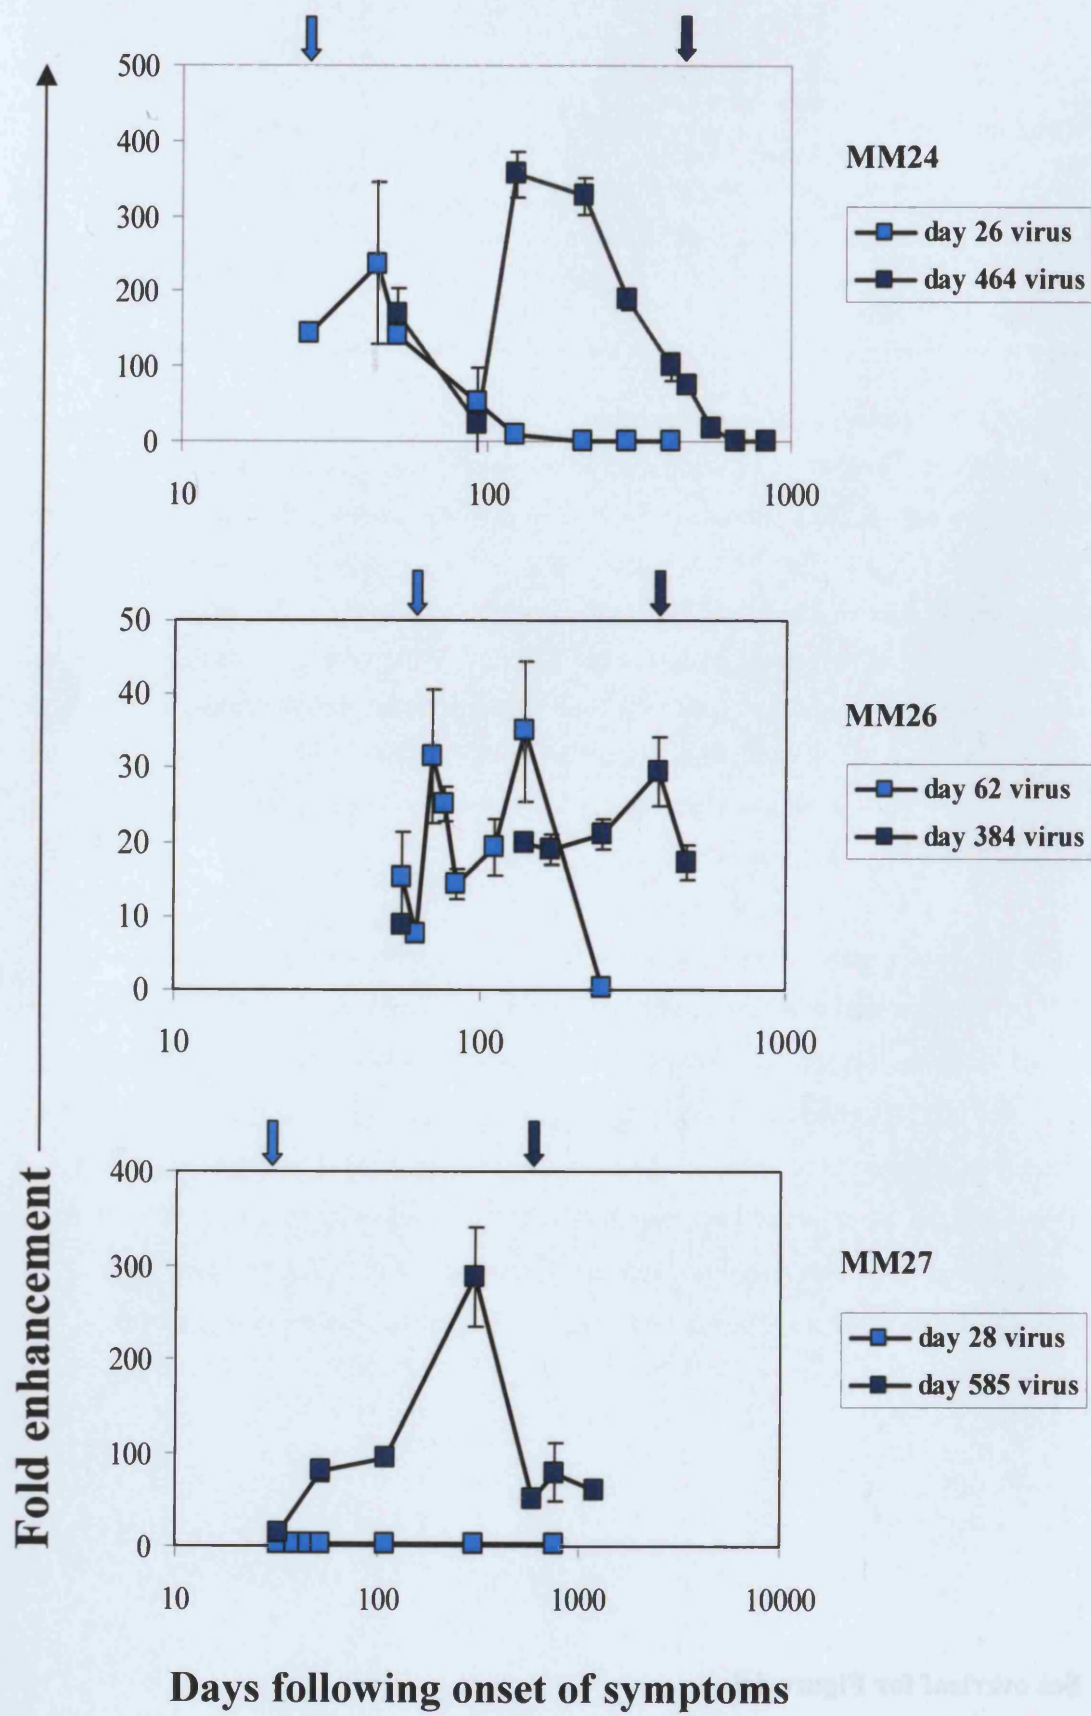 500
400
300
200
100
0
10 100 1000
MM24
day 26 virus
day 464 virus
50
40
30
20
10
0
10 100 1000
MM26
day 62 virus
day 384 virus
400
300
200
100
0
10 100 1000 10000
MM27
day 28 virus
day 585 virus
Fold enhancement
Days following onset of symptoms